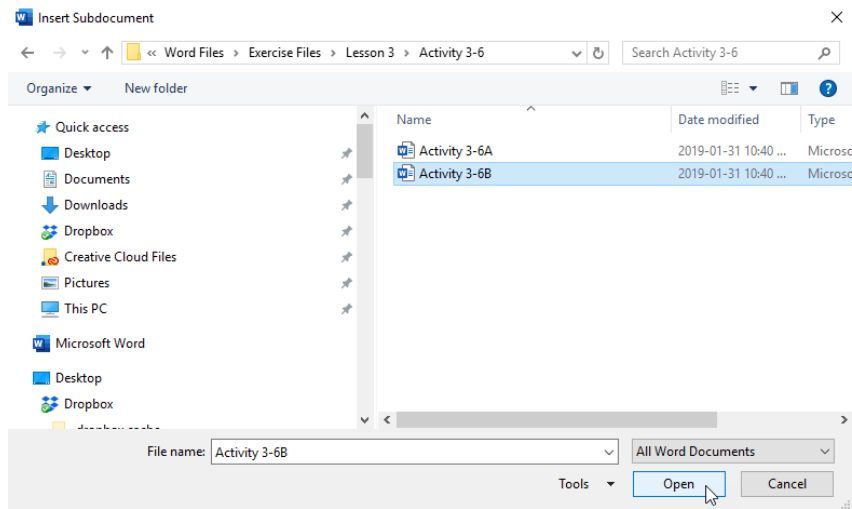 Insert Subdocument
« Word Files > Exercise Files > Lesson 3 > Activity 3-6
Search Activity 3-6
Organize New folder
Name Date modified Type
Quick access
Desktop
Documents
Downloads
Dropbox
Creative Cloud Files
Pictures
This PC
Microsoft Word
Desktop
Dropbox
Activity 3-6A 2019-01-31 10:40 ... Microsc
Activity 3-6B 2019-01-31 10:40 ... Microsc
File name: Activity 3-6B All Word Documents
Tools Open Cancel